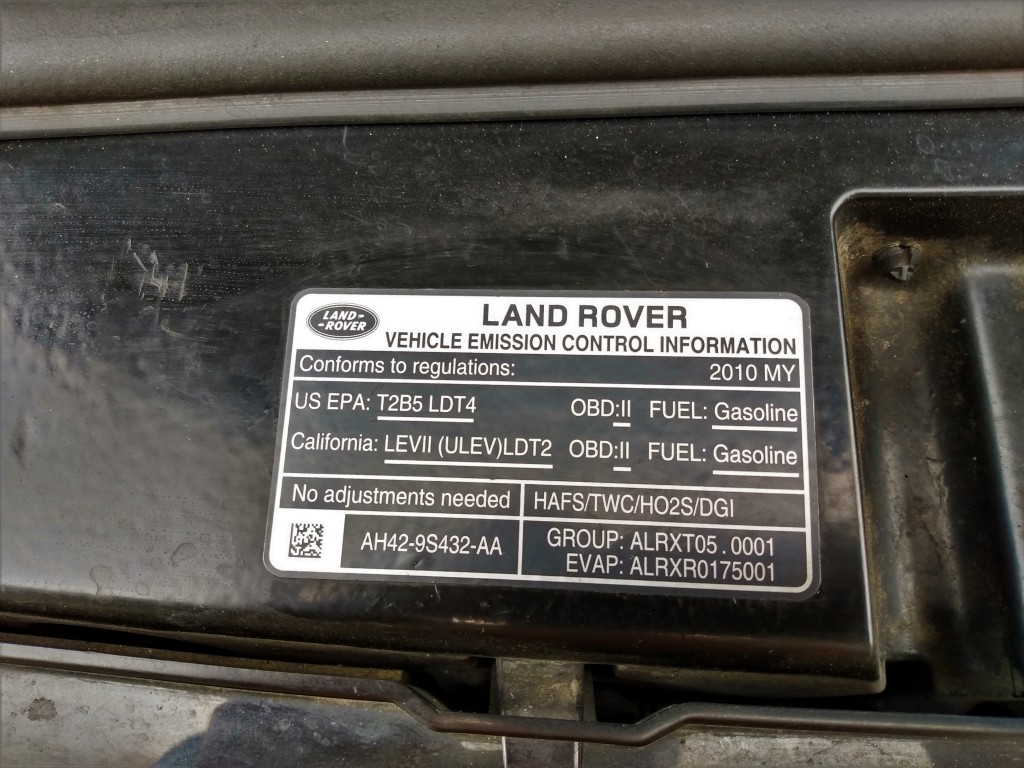 LAND-
-ROVER
LAND ROVER
VEHICLE EMISSION CONTROL INFORMATION
Conforms to regulations: 2010 MY
US EPA: T2B5 LDT4 OBD:II FUEL: Gasoline
California: LEVII (ULEV)LDT2 OBD:II FUEL: Gasoline
No adjustments needed HAFS/TWC/HO2S/DGI
AH42-9S432-AA
GROUP: ALRXT05.0001
EVAP: ALRXR0175001